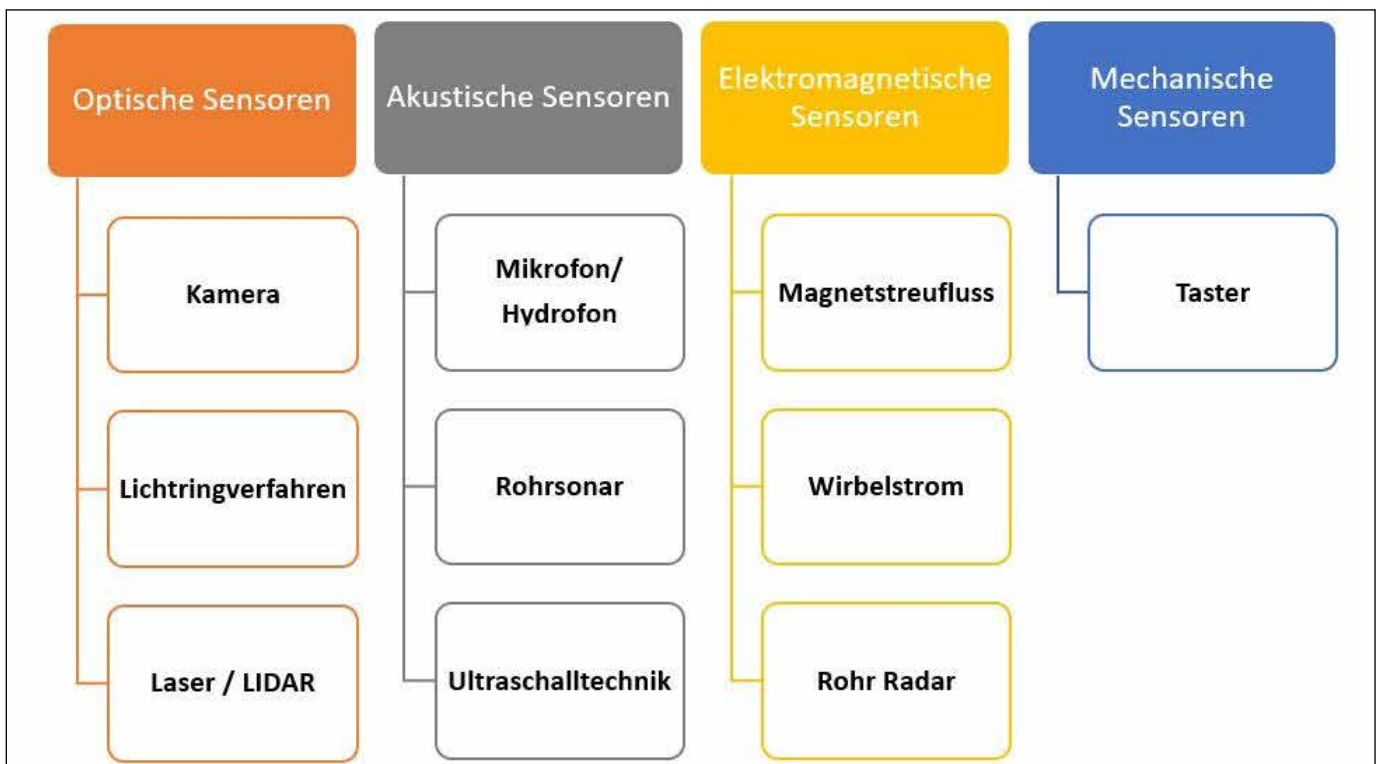 Optische Sensoren
Kamera
Lichtringverfahren
Laser / LIDAR
Akustische Sensoren
Mikrofon/
Hydrofon
Rohrsonar
Ultraschalltechnik
Elektromagnetische
Sensoren
Magnetstreufluss
Wirbelstrom
Rohr Radar
Mechanische
Sensoren
Taster